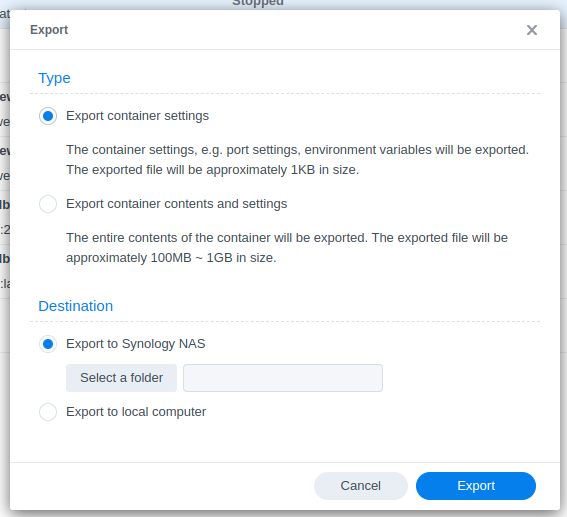 Stopped
Export
Type
Export container settings
The container settings, e.g. port settings, environment variables will be exported.
The exported file will be approximately 1KB in size.
Export container contents and settings
The entire contents of the container will be exported. The exported file will be
approximately 100MB ~ 1GB in size.
Destination
Export to Synology NAS
Select a folder
Export to local computer
Cancel
Export